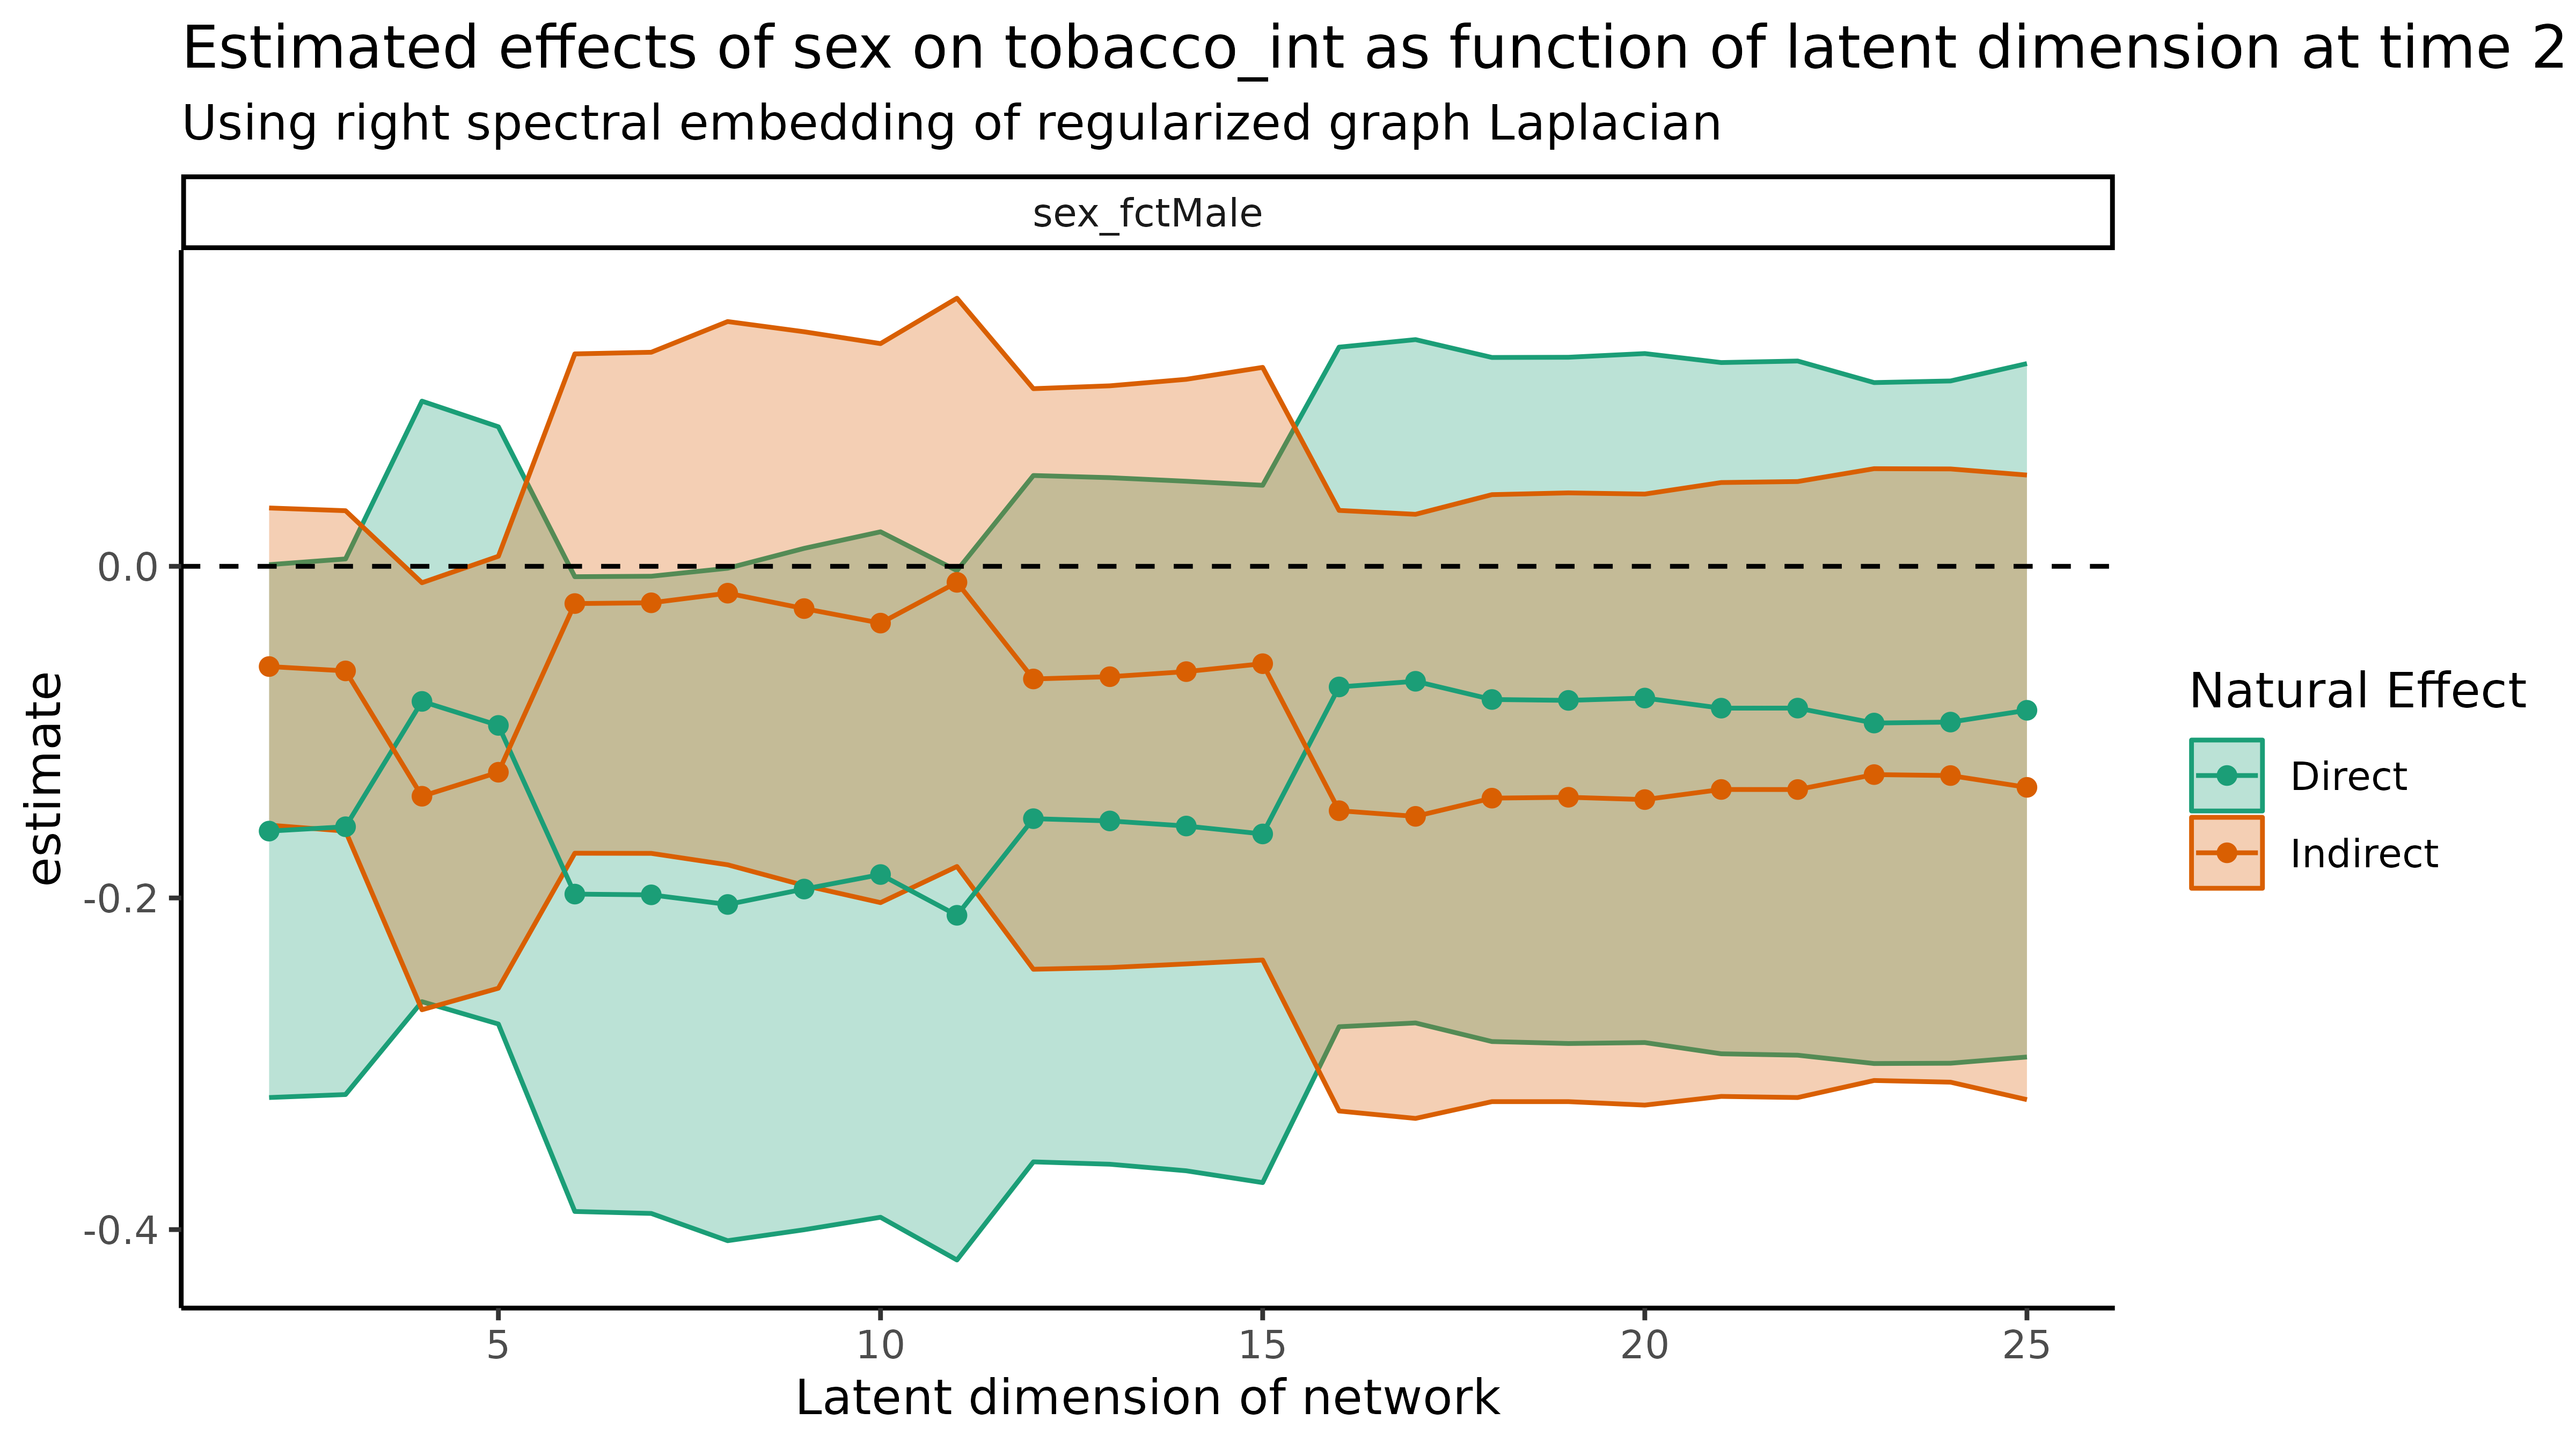 Estimated effects of sex on tobacco_int as function of latent dimension at time 2
Using right spectral embedding of regularized graph Laplacian
sex_fctMale
0.0
-0.2
-0.4
estimate
5 10 15 20 25
Latent dimension of network
Natural Effect
Direct
Indirect